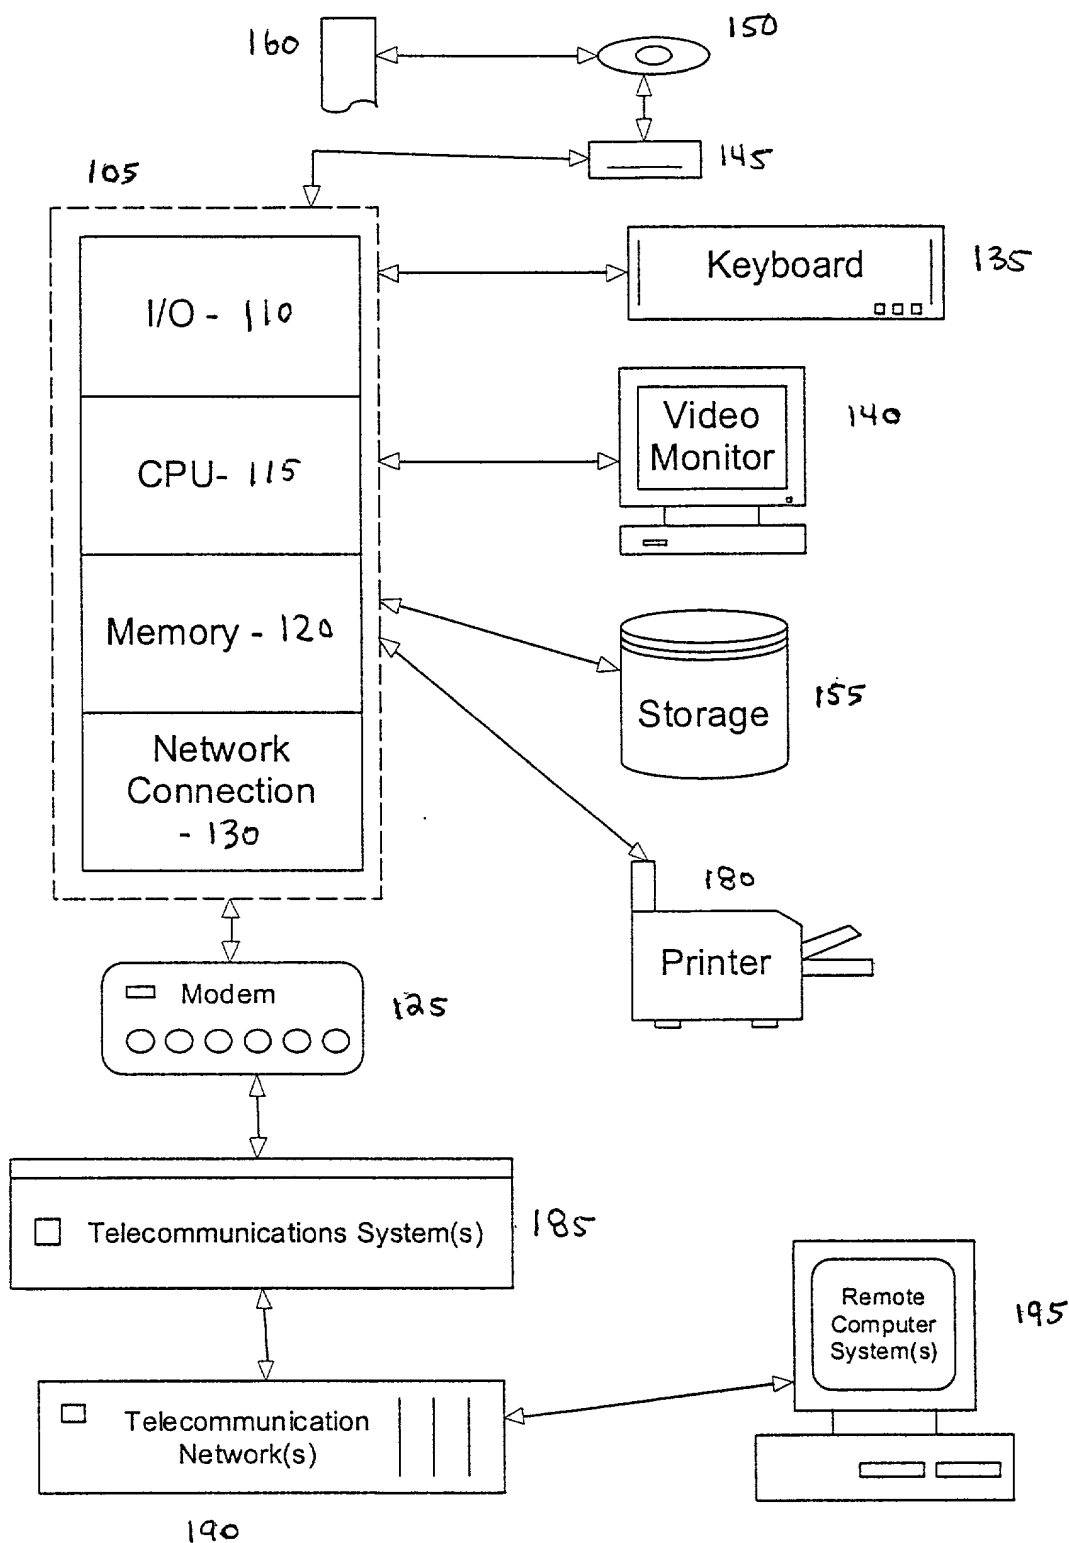 160
150
105
145
I/O - 110
Keyboard
135
CPU- 115
Video
Monitor
140
Memory - 120
Storage
155
Network
Connection
- 130
180
Printer
Modem
125
Telecommunications System(s)
185
Remote
Computer
System(s)
195
Telecommunication
Network(s)
190